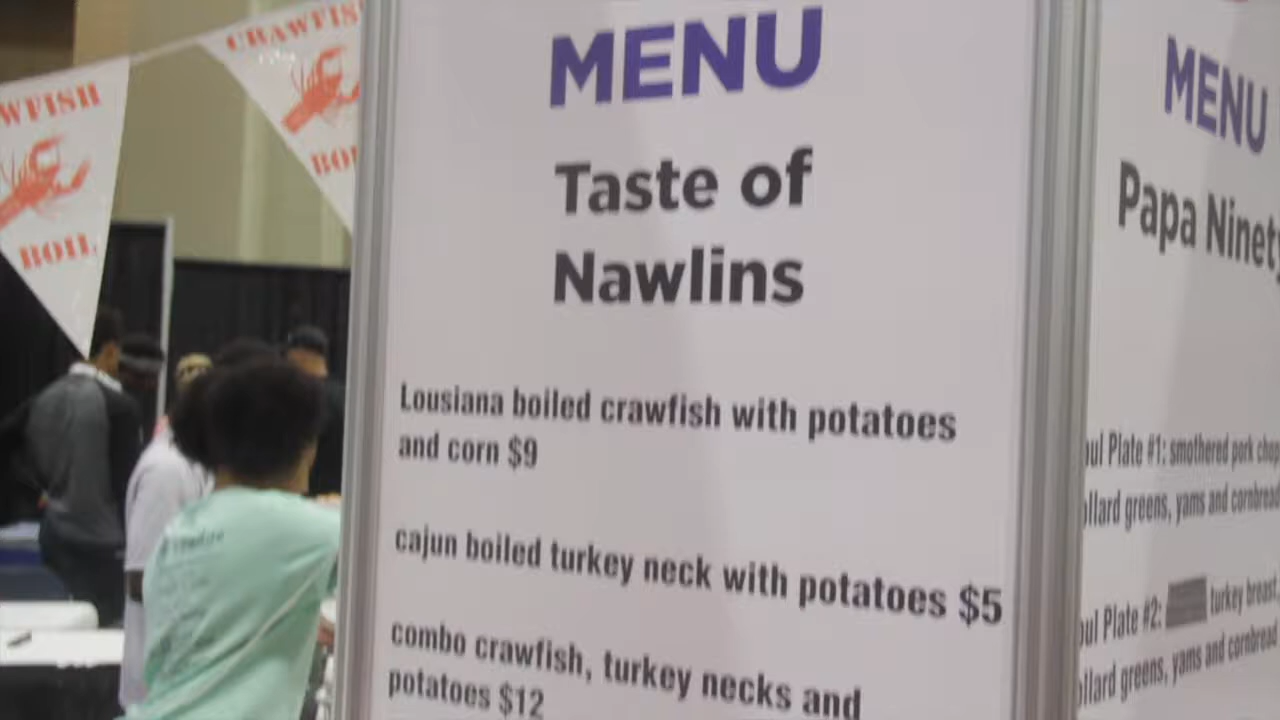 WFISH
BOIL
CRAWFIS
BOI
MENU
Taste of
Nawlins
Lousiana boiled crawfish with potatoes
and corn $9
cajun boiled turkey neck with potatoes $5
combo crawfish, turkey necks and
potatoes $12
MENU
Papa Ninety
oul Plate #1: smothered pork chop
ollard greens, yams and cornbread
oul Plate #2: turkey breast,
ollard greens, yams and cornbread